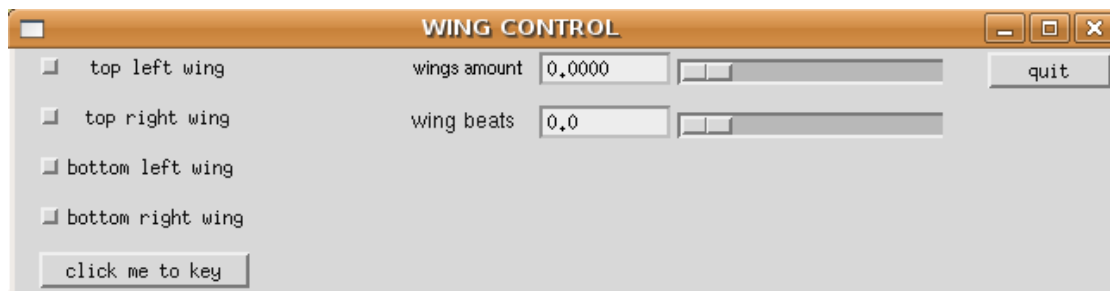 WING CONTROL
top left wing
wings amount 0.0000
quit
top right wing
wing beats 0.0
bottom left wing
bottom right wing
click me to key